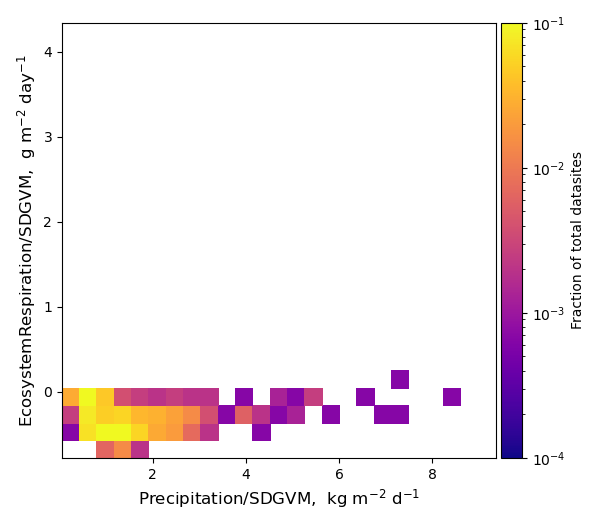 4
3
2
1
0
2 4 6 8
EcosystemRespiration/SDGVM, g m⁻² day⁻¹
Precipitation/SDGVM, kg m⁻² d⁻¹
10⁻¹
10⁻²
10⁻³
10⁻⁴
Fraction of total datasites